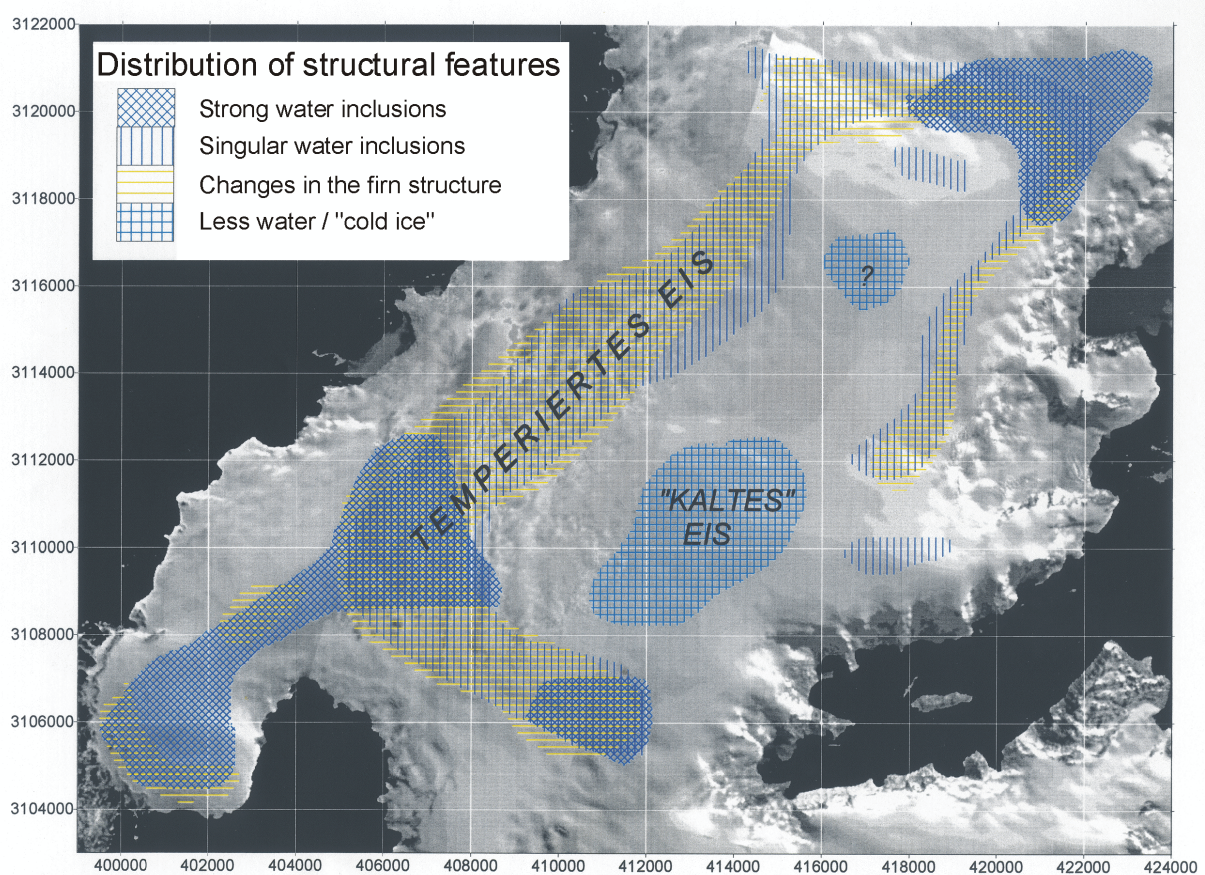 Distribution of structural features
Strong water inclusions
Singular water inclusions
Changes in the firn structure
Less water / "cold ice"
3122000
3120000
3118000
3116000
3114000
3112000
3110000
3108000
3106000
3104000
TEMPERIERTES EIS
?
"KALTES"
EIS
400000 402000 404000 406000 408000 410000 412000 414000 416000 418000 420000 422000 424000